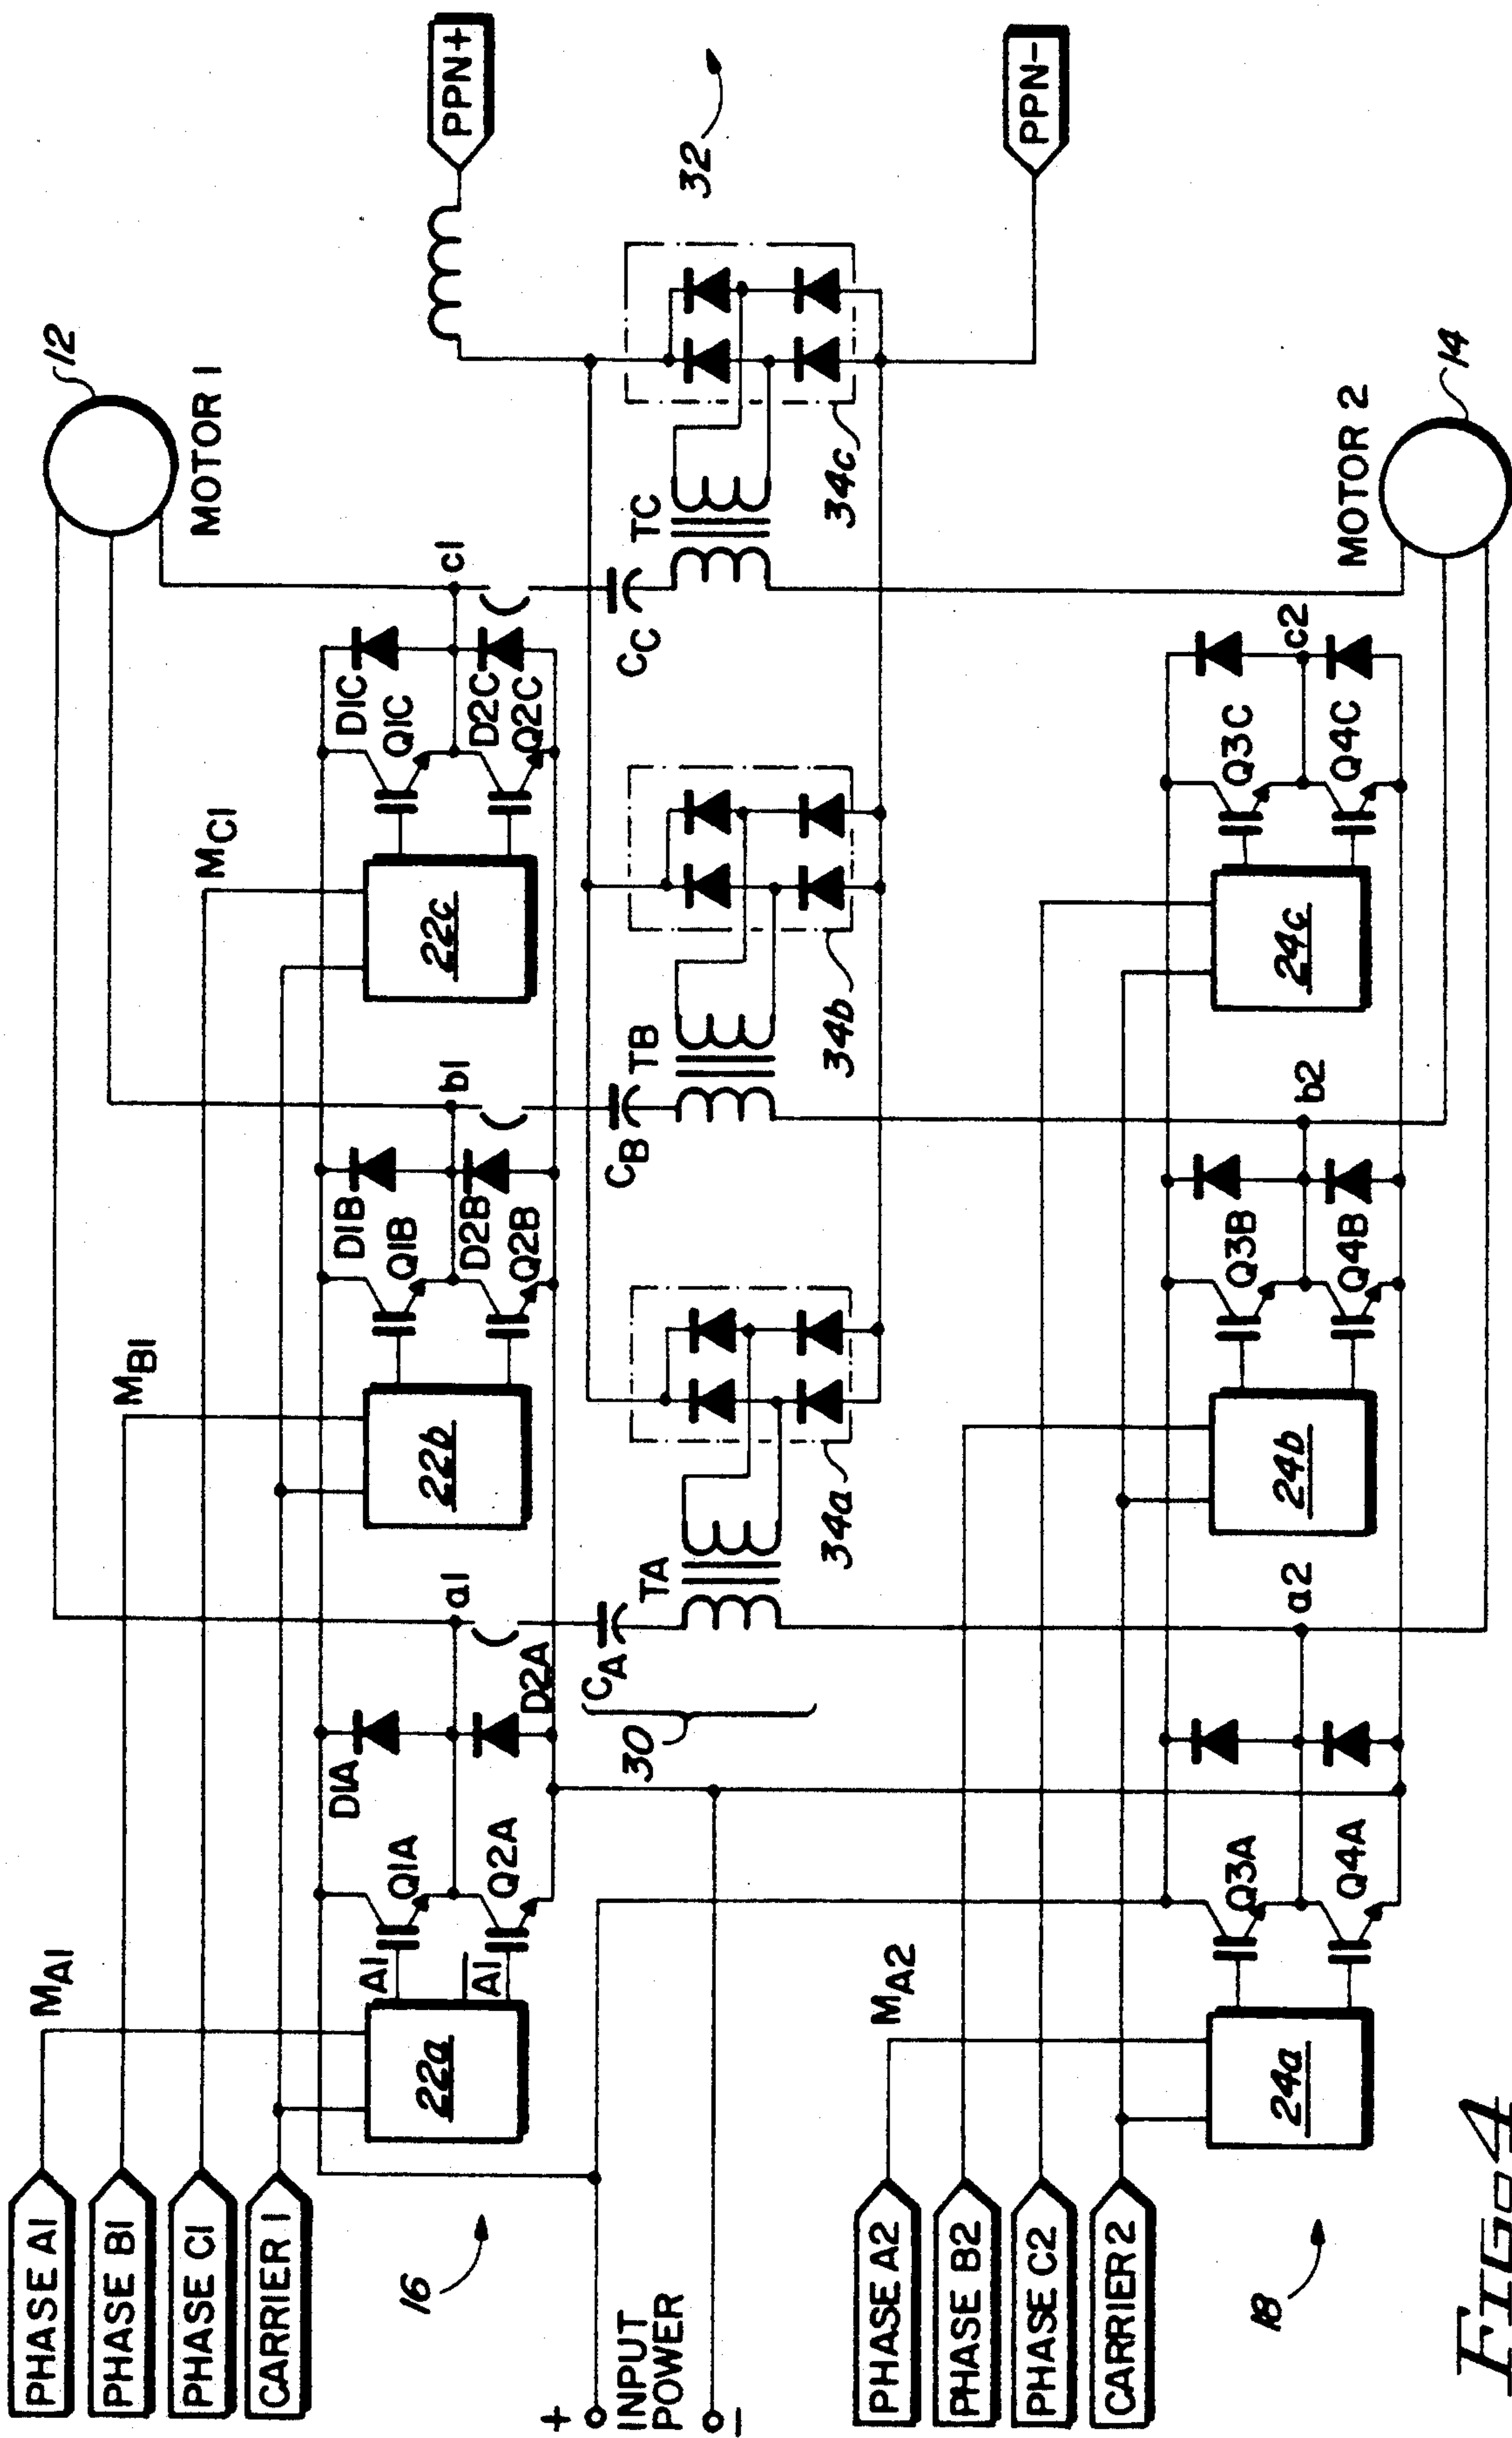 PHASE A1
PHASE B1
PHASE C1
CARRIER 1
MA1
MB1
MC1
12
MOTOR 1
16
22a
A1
A1
Q1A
Q2A
D1A
D2A
a1
22b
Q1B
Q2B
D1B
D2B
b1
22c
Q1C
Q2C
D1C
D2C
c1
PPN+
+
INPUT
POWER
-
30
CA
TA
34a
CB
TB
34b
CC
TC
34c
32
PPN-
PHASE A2
PHASE B2
PHASE C2
CARRIER 2
MA2
18
24a
Q3A
Q4A
a2
24b
Q3B
Q4B
b2
24c
Q3C
Q4C
c2
MOTOR 2
14
FIG-4